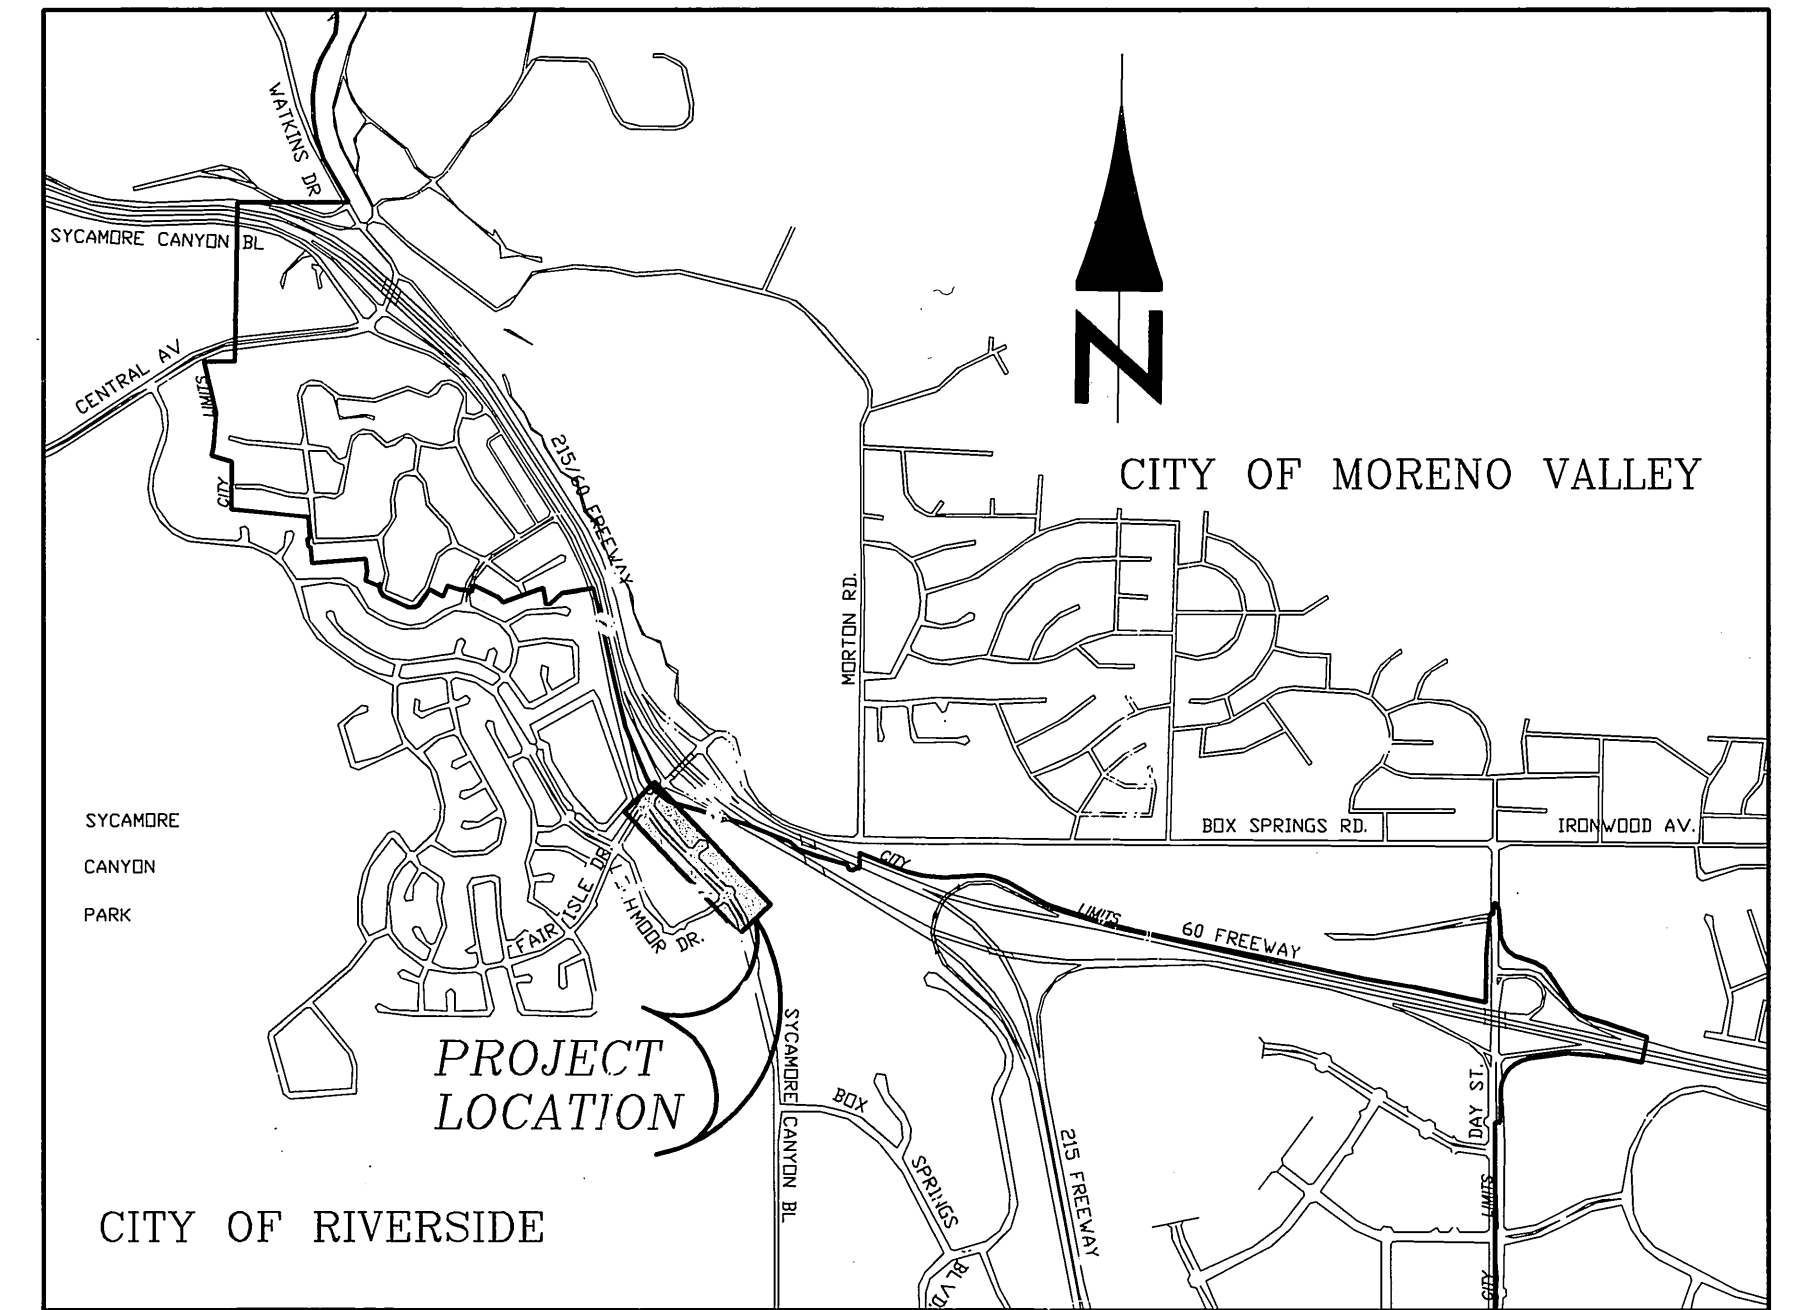 WATKINS DR
SYCAMORE CANYON BL
CENTRAL AV
LIMITS
CITY
215/60 FREEWAY
N
CITY OF MORENO VALLEY
MORTON RD.
BOX SPRINGS RD.
IRONWOOD AV.
SYCAMORE
CANYON
PARK
FAIR ISLE DR.
HMOOR DR.
CITY
LIMITS
60 FREEWAY
PROJECT
LOCATION
SYCAMORE CANYON BL
BOX
SPRINGS
BLVD.
215 FREEWAY
DAY ST.
LIMITS
CITY
CITY OF RIVERSIDE